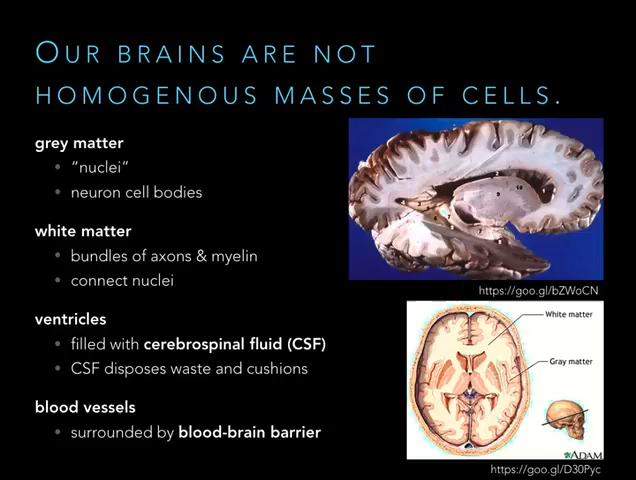 OUR BRAINS ARE NOT
HOMOGENOUS MASSES OF CELLS.
grey matter
• "nuclei"
• neuron cell bodies
white matter
• bundles of axons & myelin
• connect nuclei
ventricles
• filled with cerebrospinal fluid (CSF)
• CSF disposes waste and cushions
blood vessels
• surrounded by blood-brain barrier
https://goo.gl/bZWoCN
White matter
Gray matter
ADAM
https://goo.gl/D30Pyc